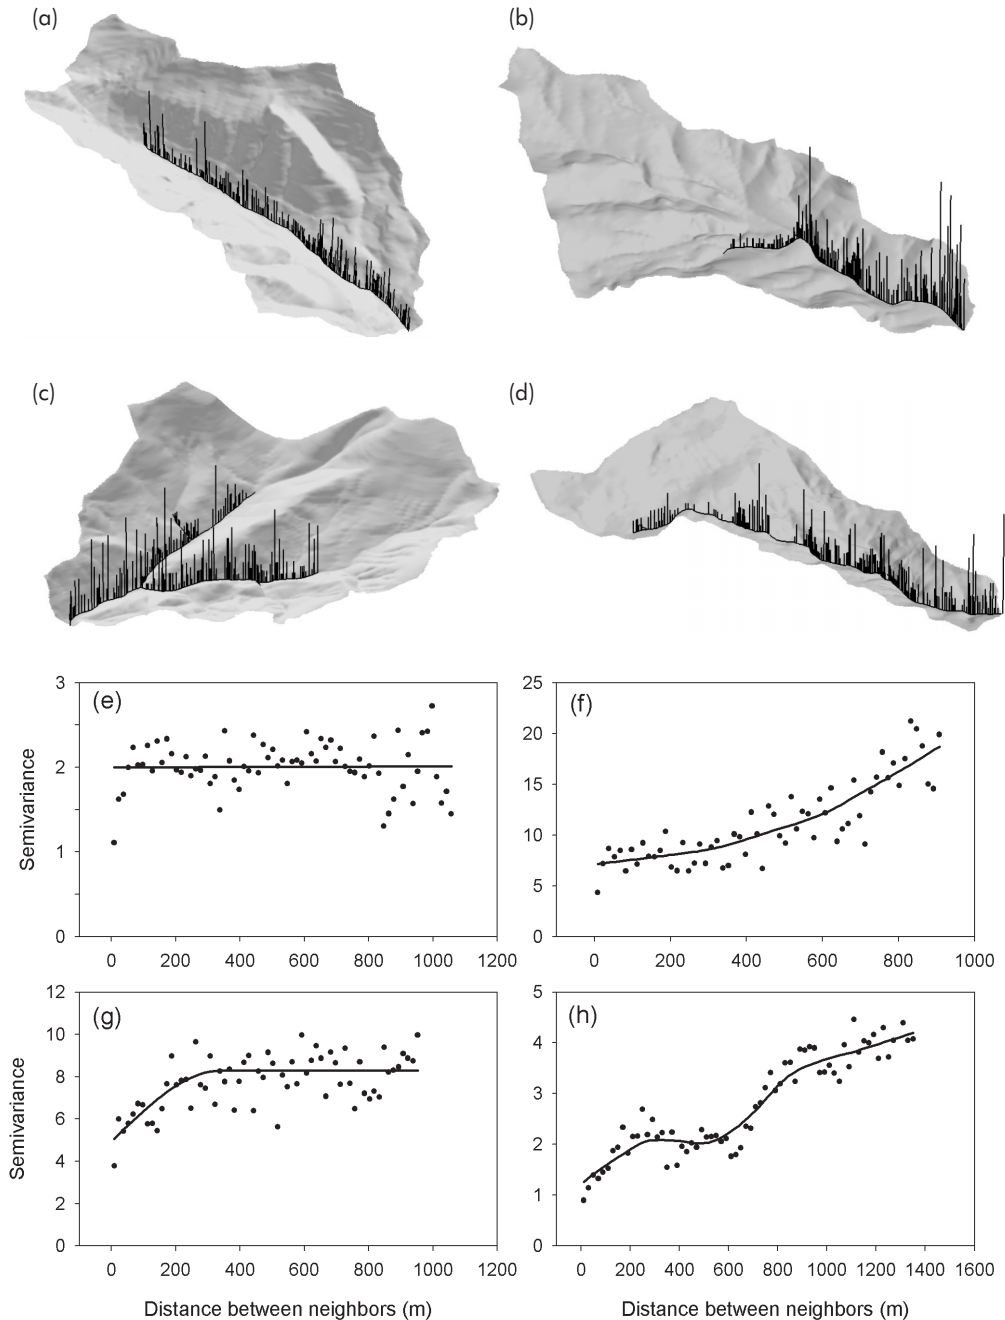 (a)
(b)
(c)
(d)
3
2
1
0
Semivariance
(e)
0 200 400 600 800 1000 1200
25
20
15
10
5
0
(f)
0 200 400 600 800 1000
12
10
8
6
4
2
0
Semivariance
(g)
0 200 400 600 800 1000 1200
Distance between neighbors (m)
5
4
3
2
1
0
(h)
0 200 400 600 800 1000 1200 1400 1600
Distance between neighbors (m)